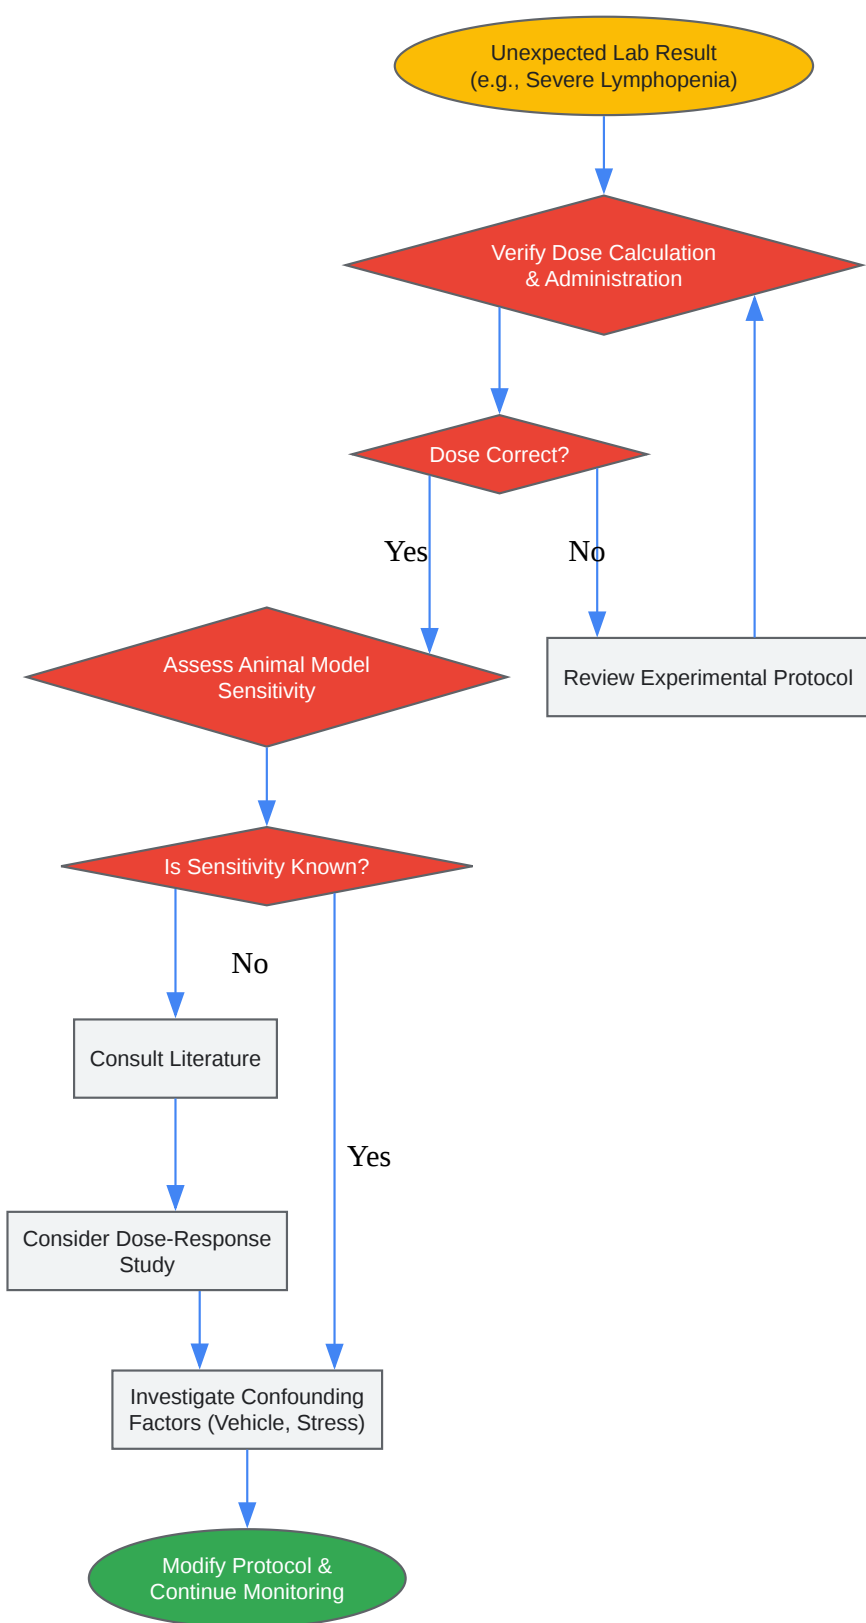 Unexpected Lab Result
(e.g., Severe Lymphopenia)
Verify Dose Calculation
& Administration
Dose Correct?
Yes
No
Assess Animal Model
Sensitivity
Review Experimental Protocol
Is Sensitivity Known?
No
Consult Literature
Yes
Consider Dose-Response
Study
Investigate Confounding
Factors (Vehicle, Stress)
Modify Protocol &
Continue Monitoring